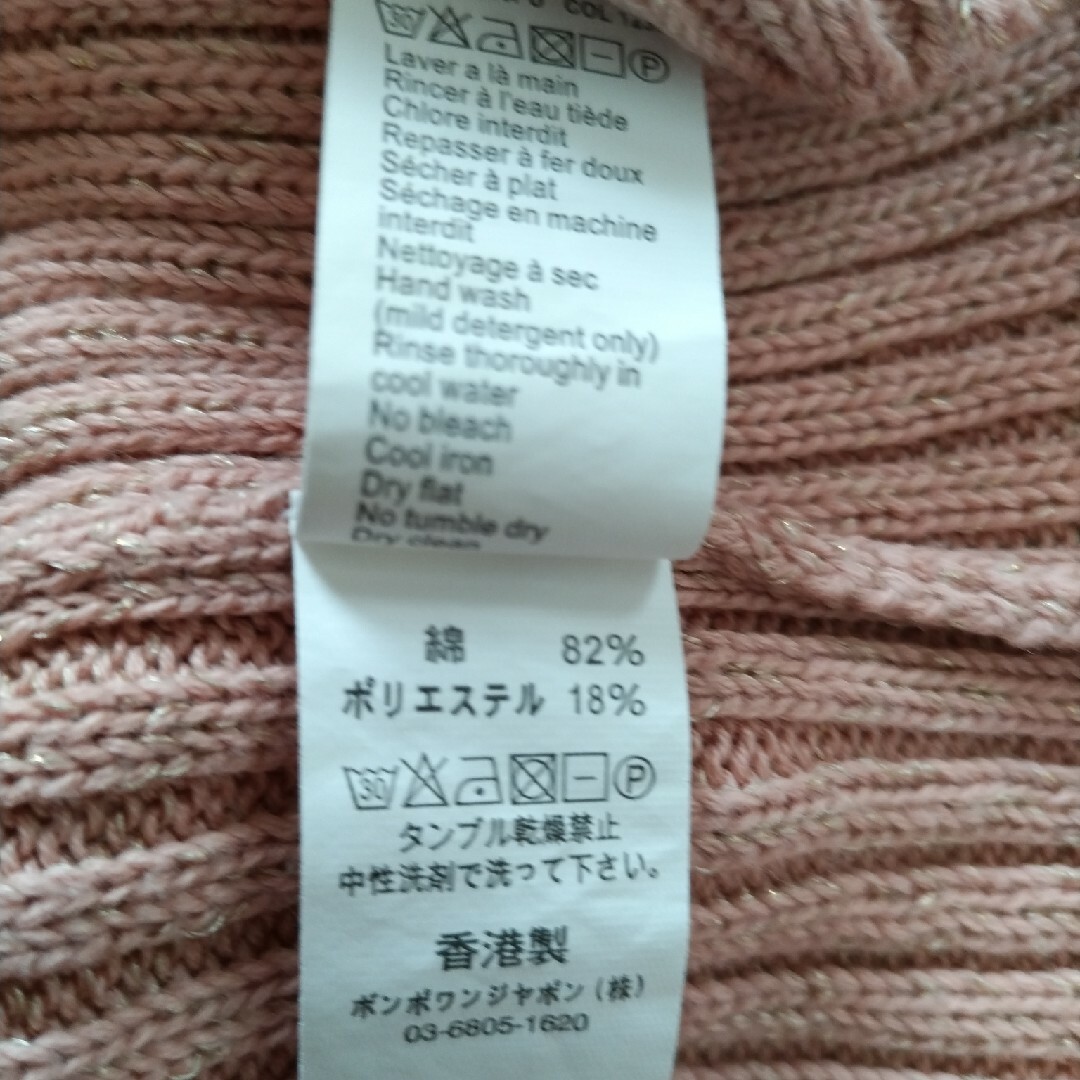 COL
Laver a là main
Rincer à l'eau tiède
Chlore interdit
Repasser à fer doux
Sécher à plat
Séchage en machine
interdit
Nettoyage à sec
Hand wash
(mild detergent only)
Rinse thoroughly in
cool water
No bleach
Cool iron
Dry flat
No tumble dry
Dry clean
綿 82%
ポリエステル 18%
30 P
タンブル乾燥禁止
中性洗剤で洗って下さい。
香港製
ボンポワンジャポン(株)
03-6805-1620